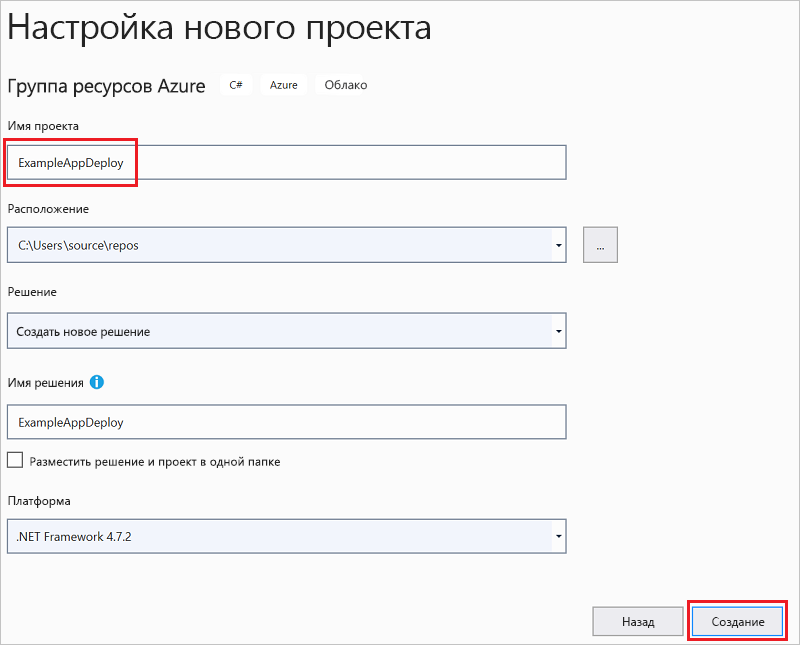 Настройка нового проекта
Группа ресурсов Azure C# Azure Облако
Имя проекта
ExampleAppDeploy
Расположение
C:\Users\source\repos
...
Решение
Создать новое решение
Имя решения
ExampleAppDeploy
Разместить решение и проект в одной папке
Платформа
.NET Framework 4.7.2
Назад Создание